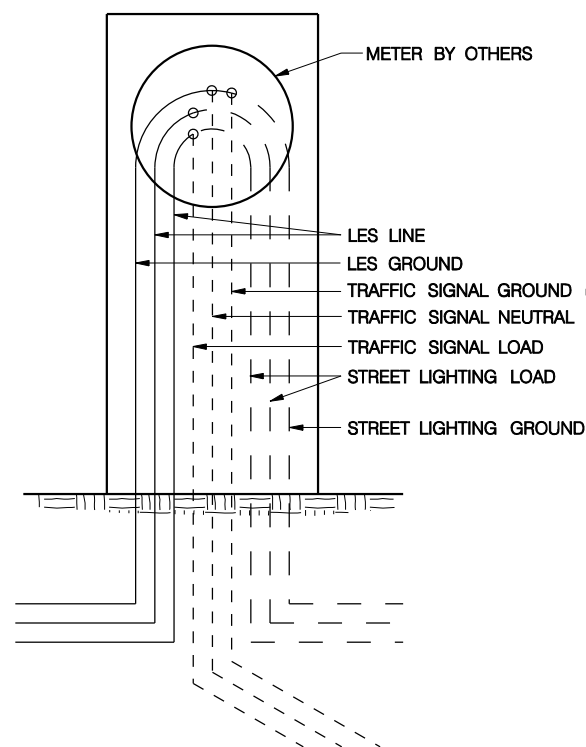 METER BY OTHERS
LES LINE
LES GROUND
TRAFFIC SIGNAL GROUND (
TRAFFIC SIGNAL NEUTRAL
TRAFFIC SIGNAL LOAD
STREET LIGHTING LOAD
STREET LIGHTING GROUND